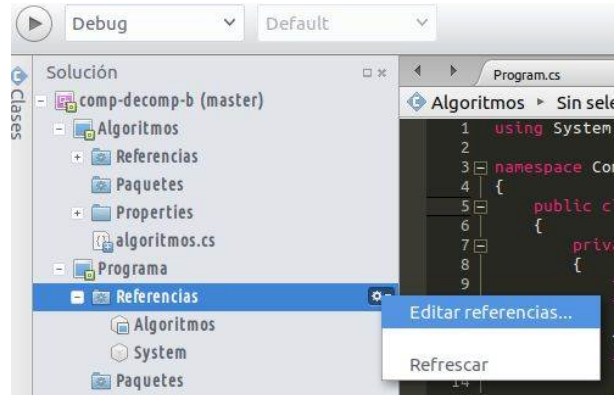 Debug
Default
Clases
Solución
comp-decomp-b (master)
Algoritmos
Referencias
Paquetes
Properties
algoritmos.cs
Programa
Referencias
Algoritmos
System
Paquetes
Program.cs
Algoritmos
Sin sele
1 using System
2
3 namespace Co
4 {
5 public c
6 {
7 priva
8 {
9
Editar referencias...
Refrescar
14